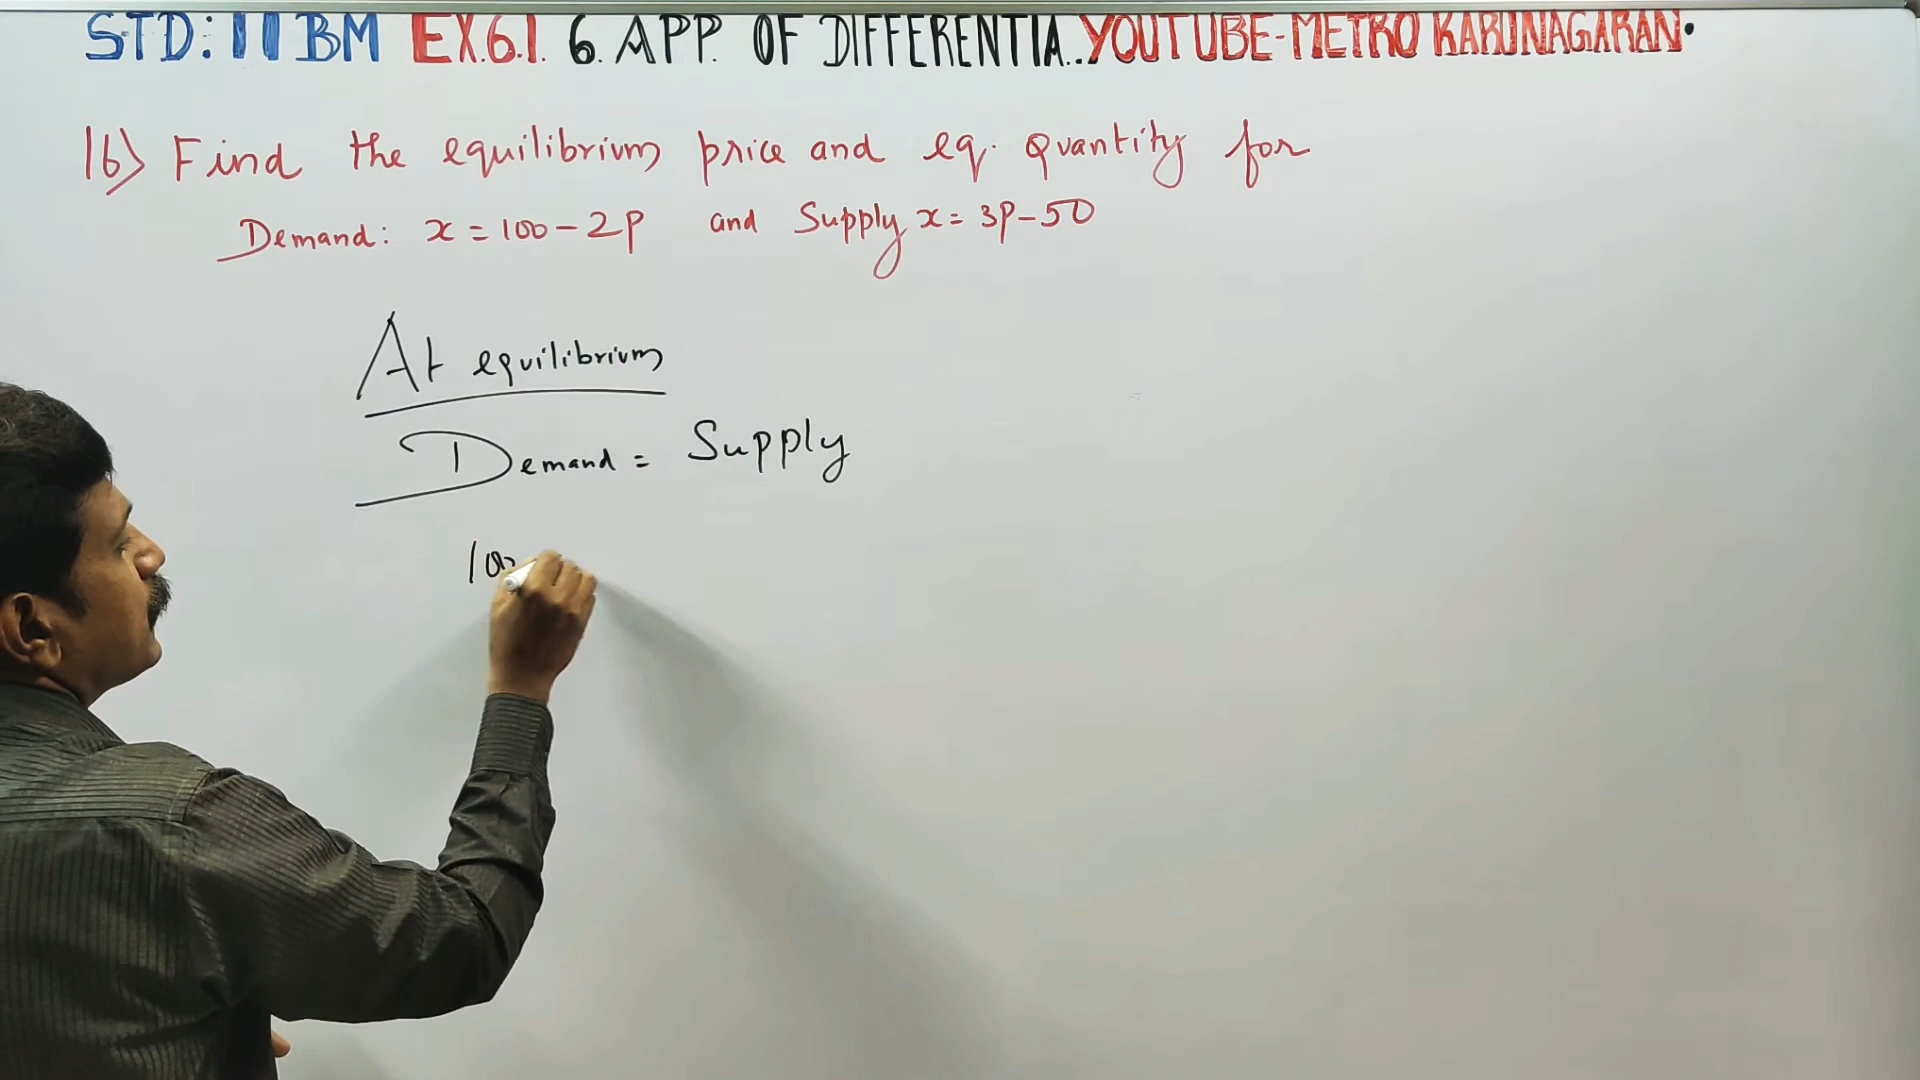 STD: 11 BM EX.6.1. 6. APP. OF DIFFERENTIA.. YOUTUBE-METRO KARUNAGARAN.
16) Find the equilibrium price and eq. Quantity for
Demand: x = 100 - 2P and Supply x = 3P - 50
At equilibrium
Demand = Supply
100